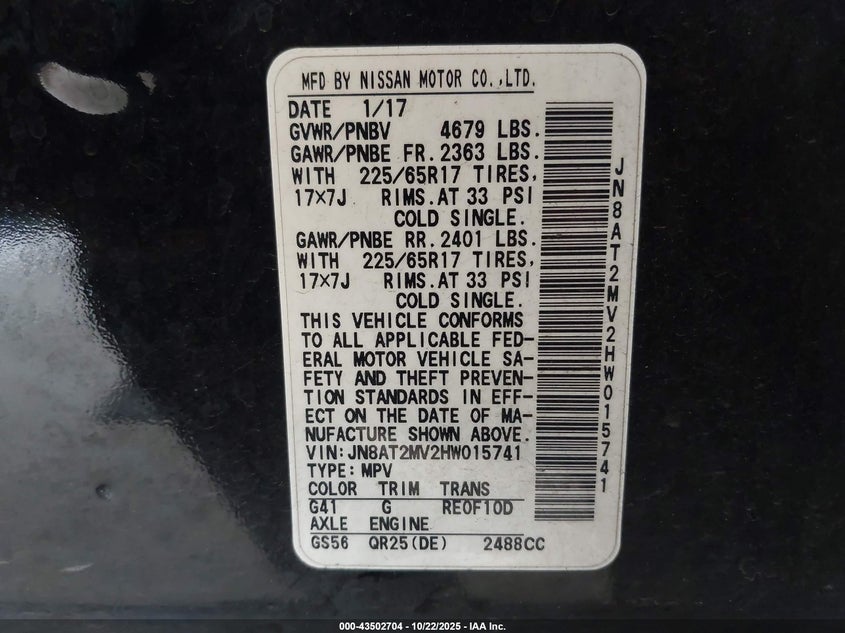 MFD BY NISSAN MOTOR CO.,LTD.
DATE 1/17
GVWR/PNBV 4679 LBS.
GAWR/PNBE FR. 2363 LBS.
WITH 225/65R17 TIRES,
17×7J RIMS.AT 33 PSI
COLD SINGLE.
GAWR/PNBE RR. 2401 LBS.
WITH 225/65R17 TIRES,
17×7J RIMS.AT 33 PSI
COLD SINGLE.
THIS VEHICLE CONFORMS
TO ALL APPLICABLE FED-
ERAL MOTOR VEHICLE SA-
FETY AND THEFT PREVEN-
TION STANDARDS IN EFF-
ECT ON THE DATE OF MA-
NUFACTURE SHOWN ABOVE.
VIN:JN8AT2MV2HW015741
TYPE:MPV
COLOR TRIM TRANS
G41 G RE0F10D
AXLE ENGINE
GS56 QR25(DE) 2488CC
JN8AT2MV2HW015741
000-43502704 - 10/22/2025 - IAA Inc.